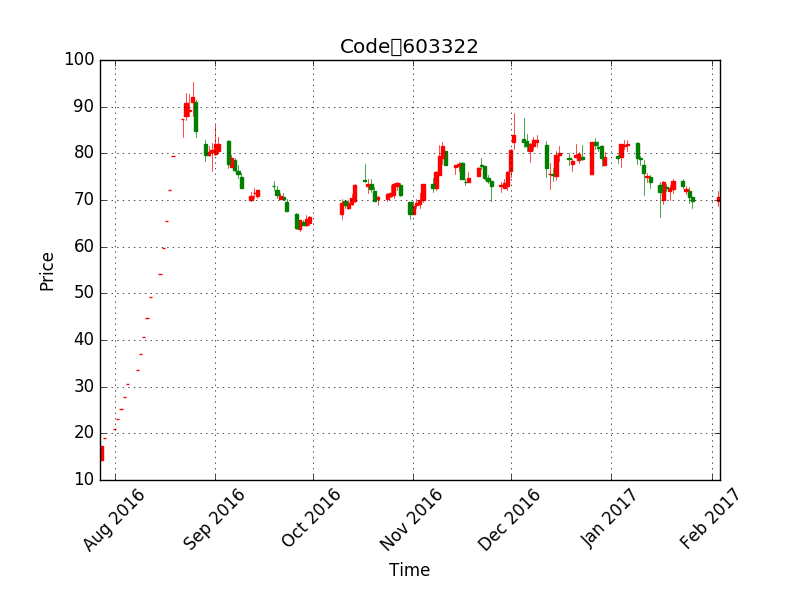 Code▯603322
100
90
80
70
60
50
40
30
20
10
Price
Aug 2016
Sep 2016
Oct 2016
Nov 2016
Dec 2016
Jan 2017
Feb 2017
Time